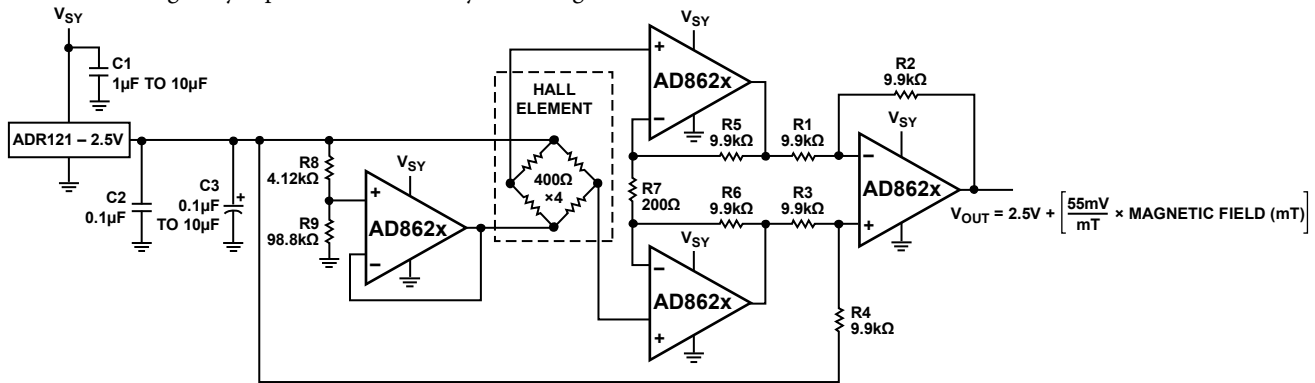 V_SY
C1
1µF TO 10µF
ADR121 – 2.5V
C2
0.1µF
C3
0.1µF
TO 10µF
+
R8
4.12kΩ
R9
98.8kΩ
V_SY
+
AD862x
−
HALL
ELEMENT
400Ω
×4
V_SY
+
AD862x
−
R5
9.9kΩ
R1
9.9kΩ
R7
200Ω
R6
9.9kΩ
R3
9.9kΩ
V_SY
−
AD862x
+
R2
9.9kΩ
V_SY
−
AD862x
+
R4
9.9kΩ
V_OUT = 2.5V + [55mV/mT × MAGNETIC FIELD (mT)]